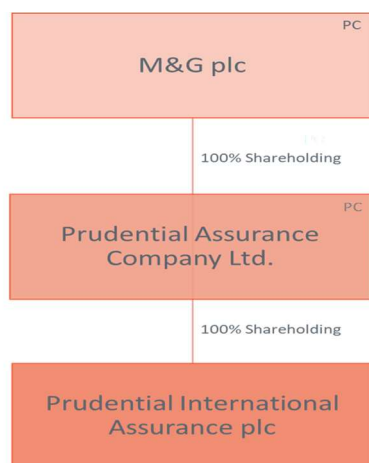 PC
M&G plc
100% Shareholding
PC
Prudential Assurance
Company Ltd.
100% Shareholding
Prudential International
Assurance plc